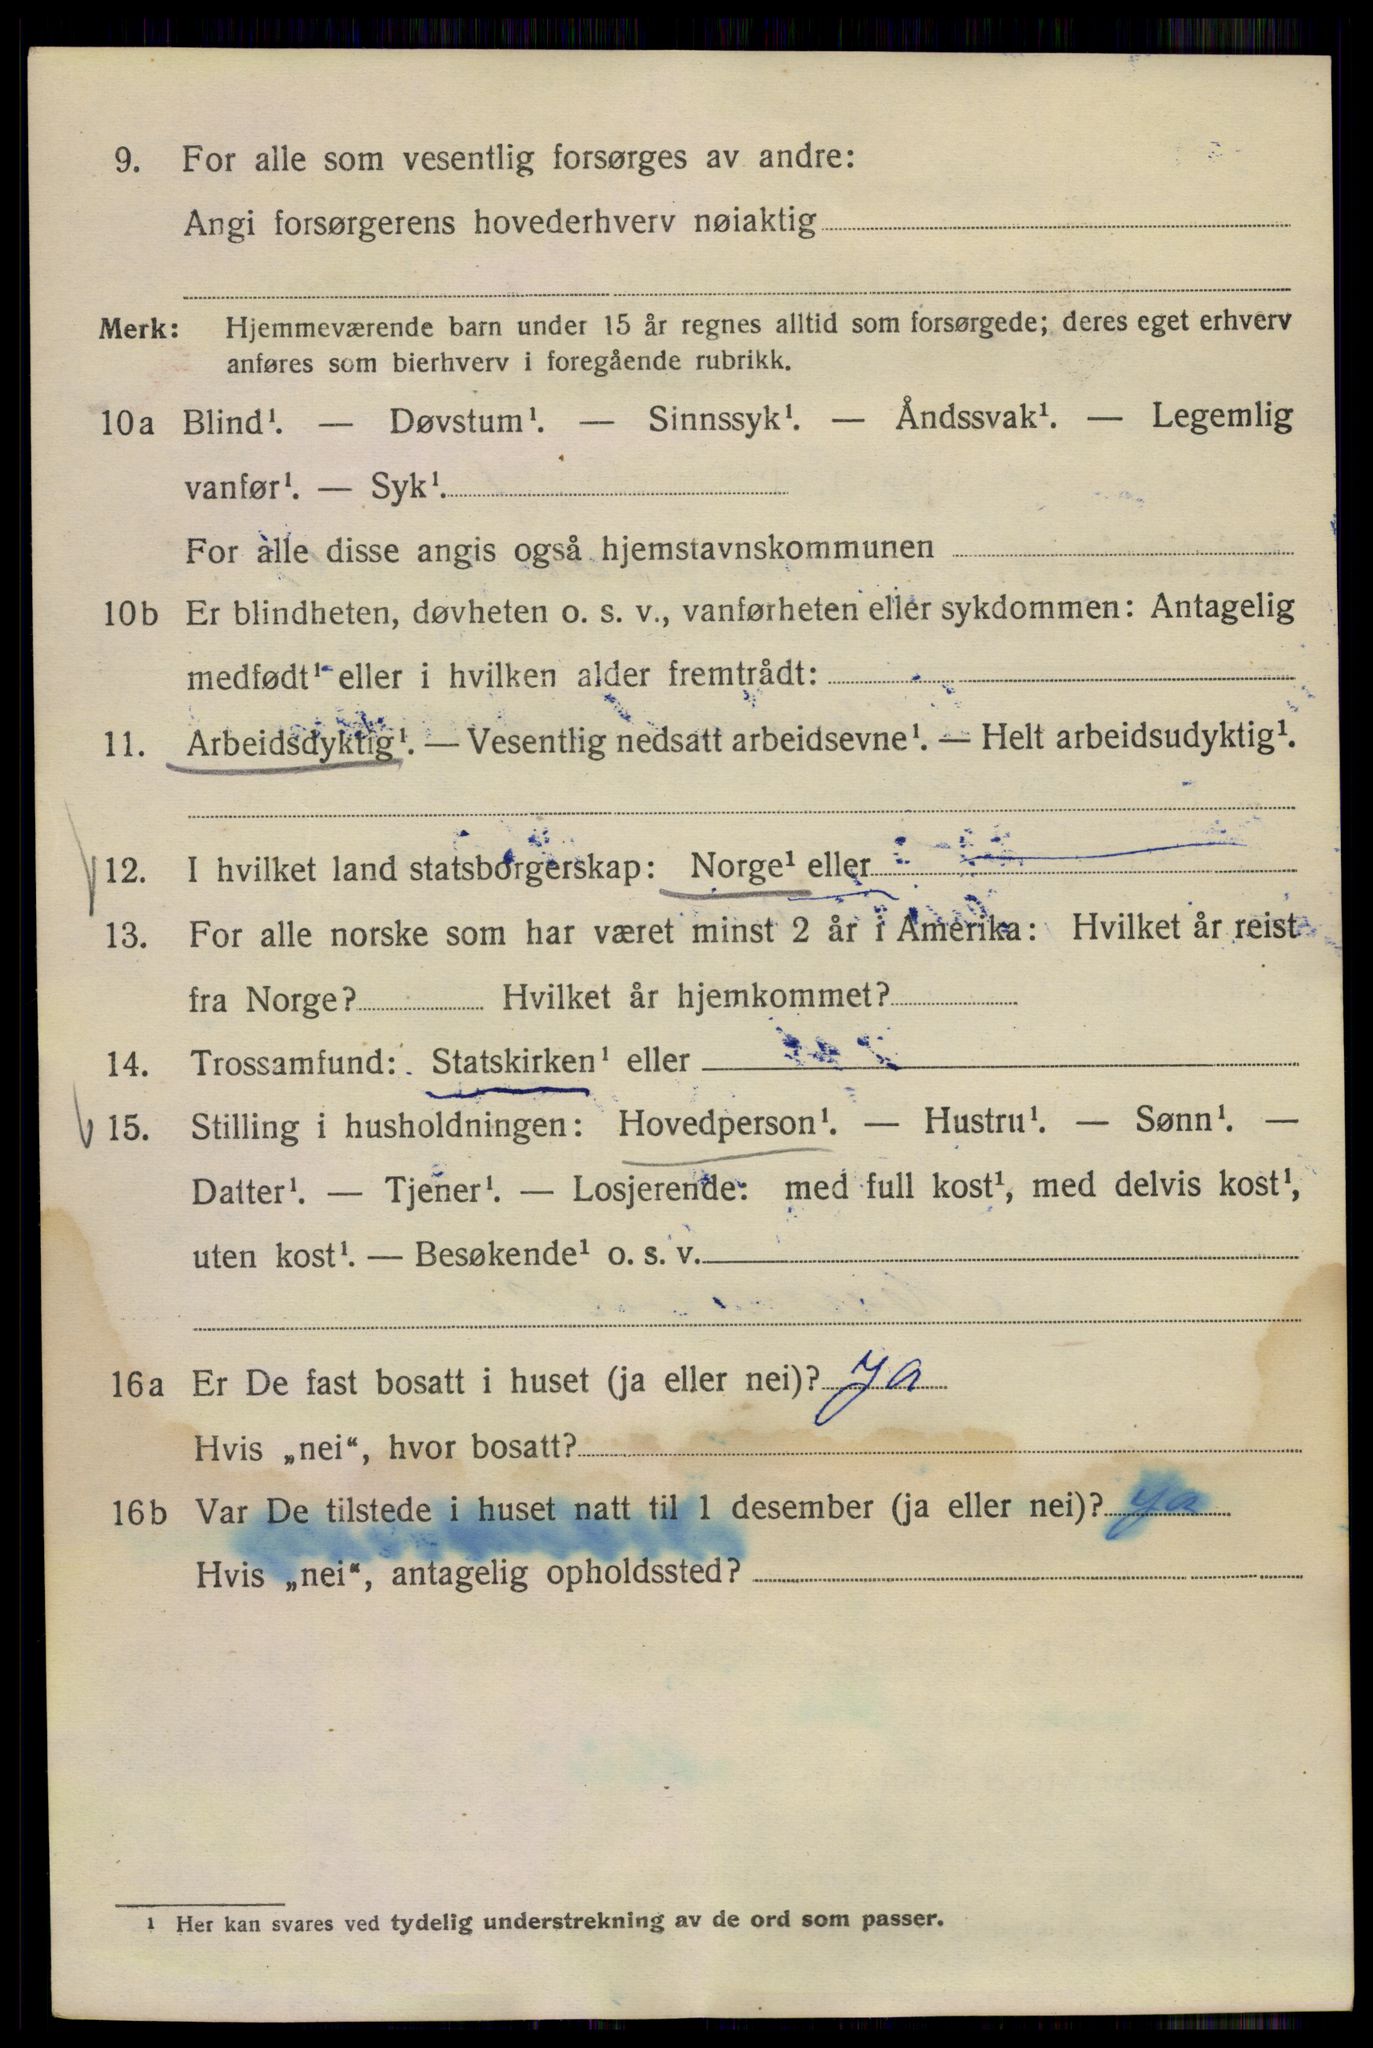 9. For alle som vesentlig forsørges av andre:
Angi forsørgerens hovederhverv nøiaktig
Merk: Hjemmeværende barn under 15 år regnes alltid som forsørgede; deres eget erhverv
anføres som bierhverv i foregående rubrikk.
10a Blind¹. — Døvstum¹. — Sinnssyk¹. — Åndssvak¹. — Legemlig
vanfør¹. — Syk¹.
For alle disse angis også hjemstavnskommunen
10b Er blindheten, døvheten o. s. v., vanførheten eller sykdommen: Antagelig
medfødt¹ eller i hvilken alder fremtrådt:
11. Arbeidsdyktig¹. — Vesentlig nedsatt arbeidsevne¹. — Helt arbeidsudyktig¹.
12. I hvilket land statsborgerskap: Norge¹ eller
13. For alle norske som har været minst 2 år i Amerika: Hvilket år reist
fra Norge? Hvilket år hjemkommet?
14. Trossamfund: Statskirken¹ eller
15. Stilling i husholdningen: Hovedperson¹. — Hustru¹. — Sønn¹. —
Datter¹. — Tjener¹. — Losjerende: med full kost¹, med delvis kost¹,
uten kost¹. — Besøkende¹ o. s. v.
16a Er De fast bosatt i huset (ja eller nei)? Ja
Hvis „nei“, hvor bosatt?
16b Var De tilstede i huset natt til 1 desember (ja eller nei)? Ja
Hvis „nei“, antagelig opholdssted?
¹ Her kan svares ved tydelig understrekning av de ord som passer.